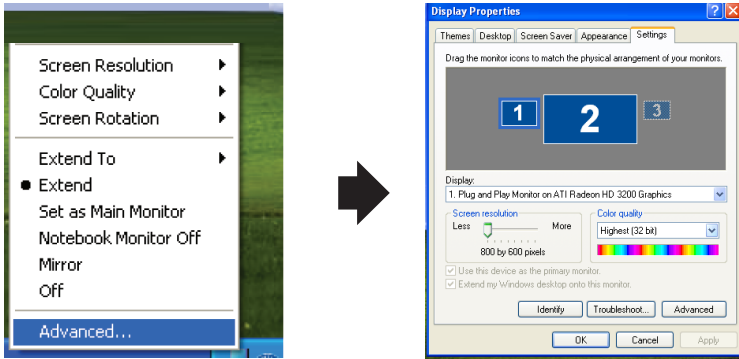 Screen Resolution
Color Quality
Screen Rotation
Extend To
Extend
Set as Main Monitor
Notebook Monitor Off
Mirror
Off
Advanced...
Display Properties
Themes Desktop Screen Saver Appearance Settings
Drag the monitor icons to match the physical arrangement of your monitors.
1 2 3
Display:
1. Plug and Play Monitor on ATI Radeon HD 3200 Graphics
Screen resolution
Less More
800 by 600 pixels
Color quality
Highest (32 bit)
Use this device as the primary monitor.
Extend my Windows desktop onto this monitor.
Identify Troubleshoot... Advanced
OK Cancel Apply